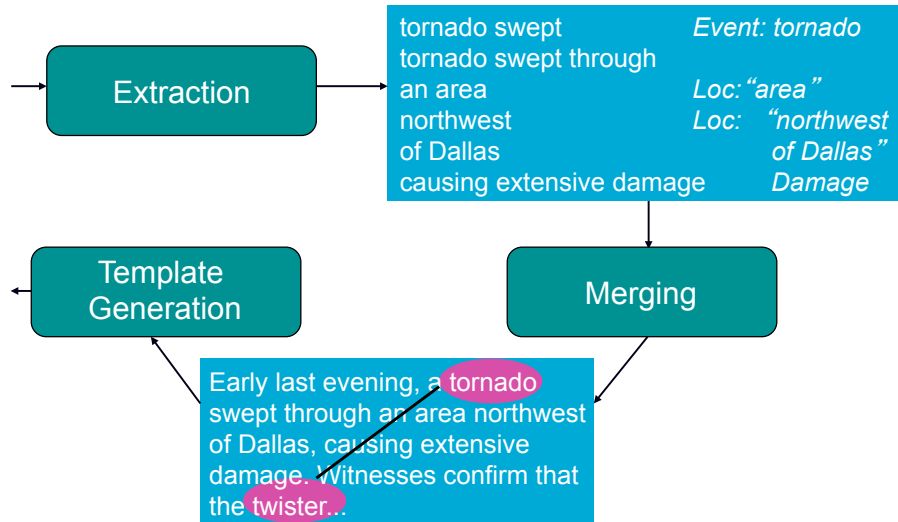 Extraction
tornado swept Event: tornado
tornado swept through
an area Loc: “area”
northwest Loc: “northwest
of Dallas of Dallas”
causing extensive damage Damage
Template
Generation
Merging
Early last evening, a tornado
swept through an area northwest
of Dallas, causing extensive
damage. Witnesses confirm that
the twister...